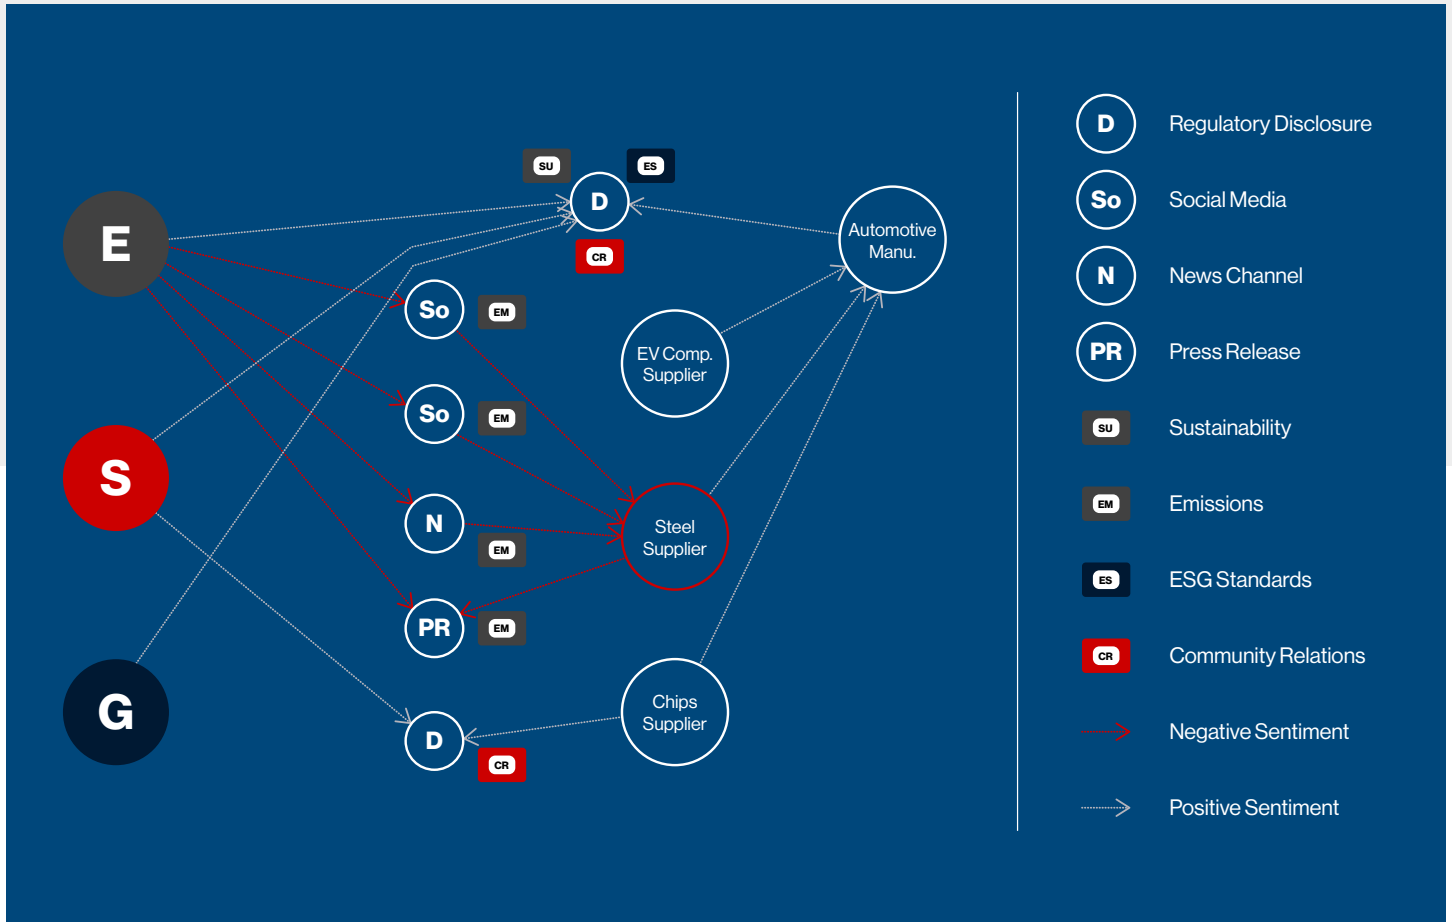 E
S
G
SU
ES
D
CR
So
EM
So
EM
N
EM
PR
EM
D
CR
Automotive
Manu.
EV Comp.
Supplier
Steel
Supplier
Chips
Supplier
D
Regulatory Disclosure
So
Social Media
N
News Channel
PR
Press Release
SU
Sustainability
EM
Emissions
ES
ESG Standards
CR
Community Relations
Negative Sentiment
Positive Sentiment